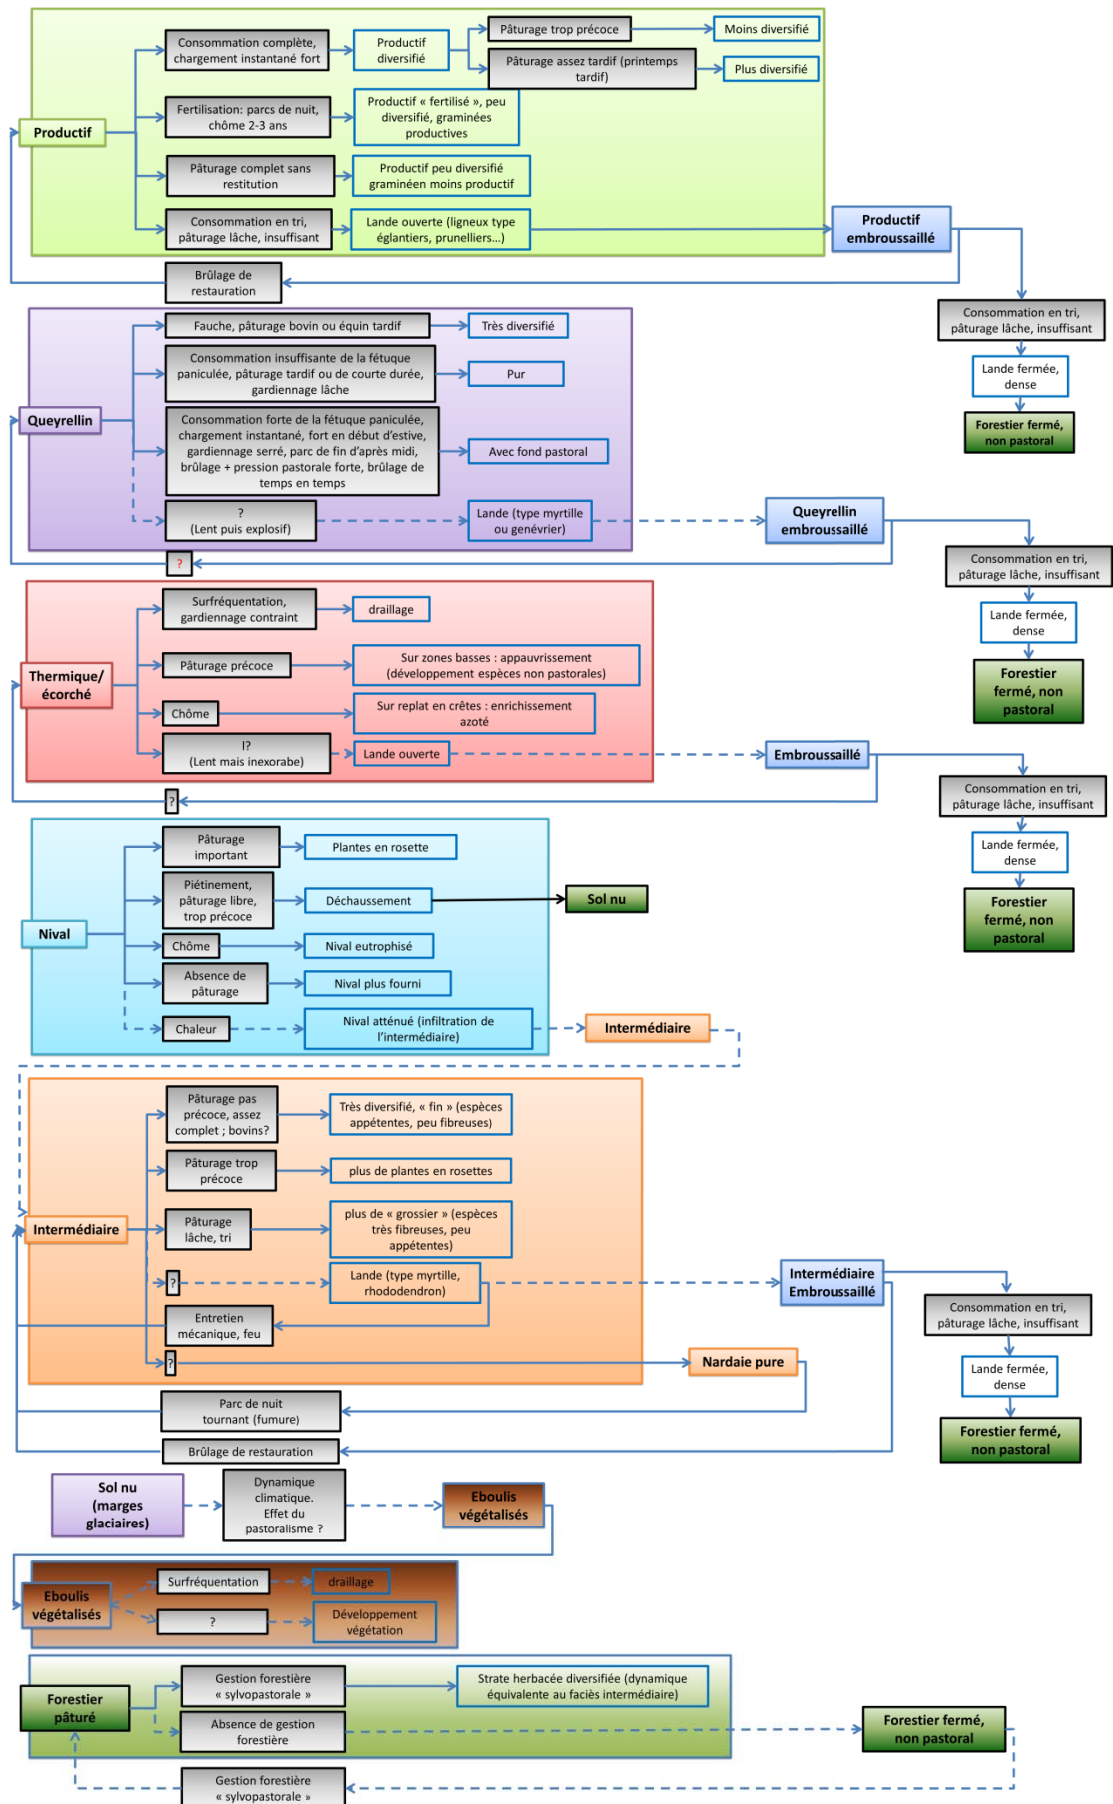 Consommation complète,
chargement instantané fort
Productif
diversifié
Pâturage trop précoce
Moins diversifié
Pâturage assez tardif (printemps
tardif)
Plus diversifié
Productif
Fertilisation: parcs de nuit,
chôme 2-3 ans
Productif « fertilisé », peu
diversifié, graminées
productives
Pâturage complet sans
restitution
Productif peu diversifié
graminéen moins productif
Consommation en tri,
pâturage lâche, insuffisant
Lande ouverte (ligneux type
églantiers, prunelliers…)
Productif
embroussaillé
Brûlage de
restauration
Consommation en tri,
pâturage lâche, insuffisant
Lande fermée,
dense
Forestier fermé,
non pastoral
Queyrellin
Fauche, pâturage bovin ou équin tardif
Très diversifié
Consommation insuffisante de la fétuque
paniculée, pâturage tardif ou de courte durée,
gardiennage lâche
Pur
Consommation forte de la fétuque paniculée,
chargement instantané, fort en début d’estive,
gardiennage serré, parc de fin d’après midi,
brûlage + pression pastorale forte, brûlage de
temps en temps
Avec fond pastoral
?
(Lent puis explosif)
Lande (type myrtille
ou genévrier)
Queyrellin
embroussaillé
?
Consommation en tri,
pâturage lâche, insuffisant
Lande fermée,
dense
Forestier
fermé, non
pastoral
Thermique/
écorché
Surfréquentation,
gardiennage contraint
draillage
Pâturage précoce
Sur zones basses : appauvrissement
(développement espèces non pastorales)
Chôme
Sur replat en crêtes : enrichissement
azoté
I?
(Lent mais inexorabe)
Lande ouverte
Embroussaillé
?
Consommation en tri,
pâturage lâche, insuffisant
Lande fermée,
dense
Forestier
fermé, non
pastoral
Nival
Pâturage
important
Plantes en rosette
Piétinement,
pâturage libre,
trop précoce
Déchaussement
Sol nu
Chôme
Nival eutrophisé
Absence de
pâturage
Nival plus fourni
Chaleur
Nival atténué (infiltration de
l’intermédiaire)
Intermédiaire
Intermédiaire
Pâturage pas
précoce, assez
complet ; bovins?
Très diversifié, « fin » (espèces
appétentes, peu fibreuses)
Pâturage trop
précoce
plus de plantes en rosettes
Pâturage
lâche, tri
plus de « grossier » (espèces
très fibreuses, peu
appétentes)
?
Lande (type myrtille,
rhododendron)
Intermédiaire
Embroussaillé
Entretien
mécanique, feu
?
Nardaie pure
Parc de nuit
tournant (fumure)
Brûlage de restauration
Consommation en tri,
pâturage lâche, insuffisant
Lande fermée,
dense
Forestier fermé,
non pastoral
Sol nu
(marges
glaciaires)
Dynamique
climatique.
Effet du
pastoralisme ?
Eboulis
végétalisés
Eboulis
végétalisés
Surfréquentation
draillage
?
Développement
végétation
Forestier
pâturé
Gestion forestière
« sylvopastorale »
Strate herbacée diversifiée (dynamique
équivalente au faciès intermédiaire)
Absence de gestion
forestière
Forestier fermé,
non pastoral
Gestion forestière
« sylvopastorale »